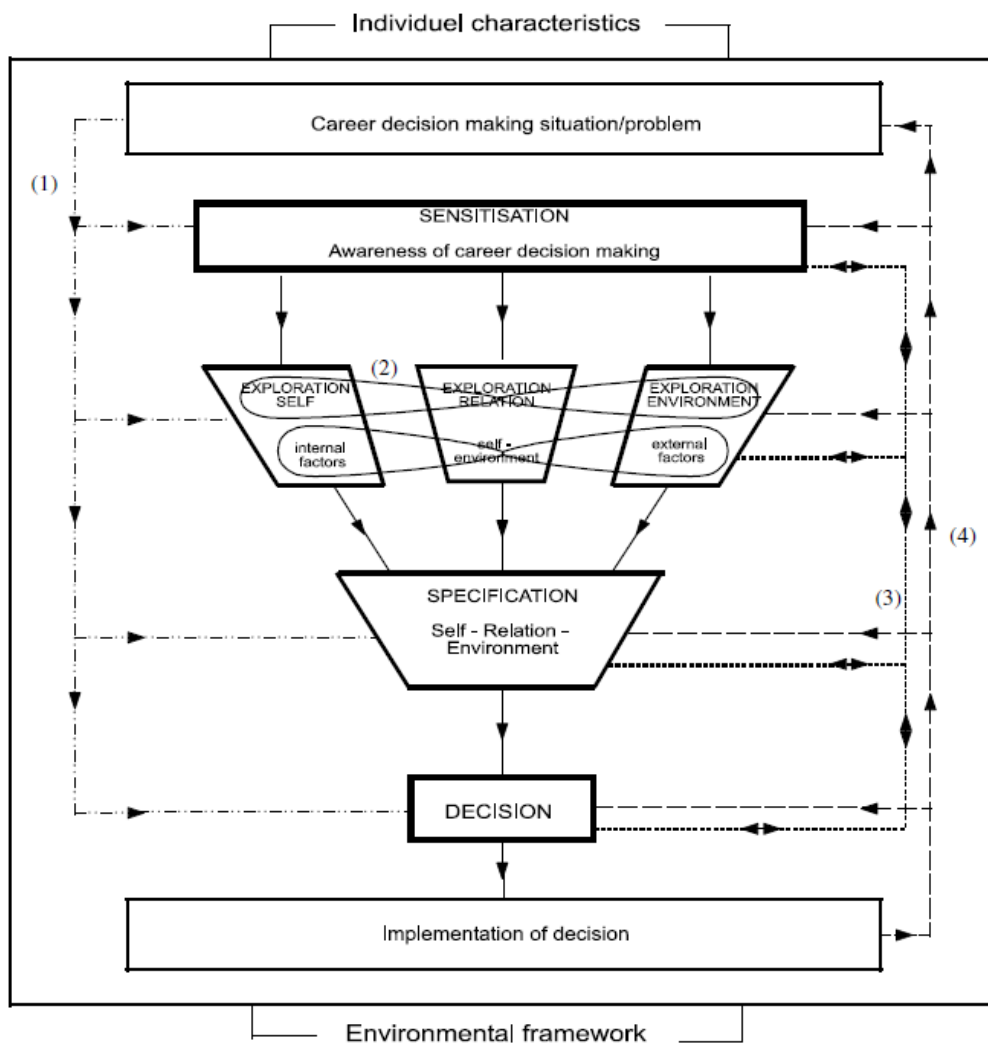 Individuel characteristics
Career decision making situation/problem
(1)
SENSITISATION
Awareness of career decision making
(2)
EXPLORATION
SELF
internal
factors
EXPLORATION
RELATION
self -
environment
EXPLORATION
ENVIRONMENT
external
factors
(4)
(3)
SPECIFICATION
Self - Relation –
Environment
DECISION
Implementation of decision
Environmental framework